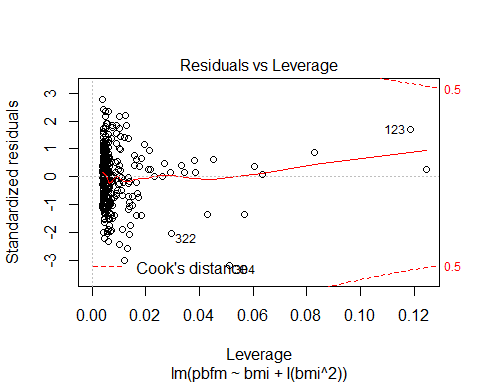 Residuals vs Leverage
Standardized residuals
3
2
1
0
-1
-2
-3
0.5
123
322
394
Cook's distance
0.5
0.00 0.02 0.04 0.06 0.08 0.10 0.12
Leverage
lm(pbfm ~ bmi + I(bmi^2))